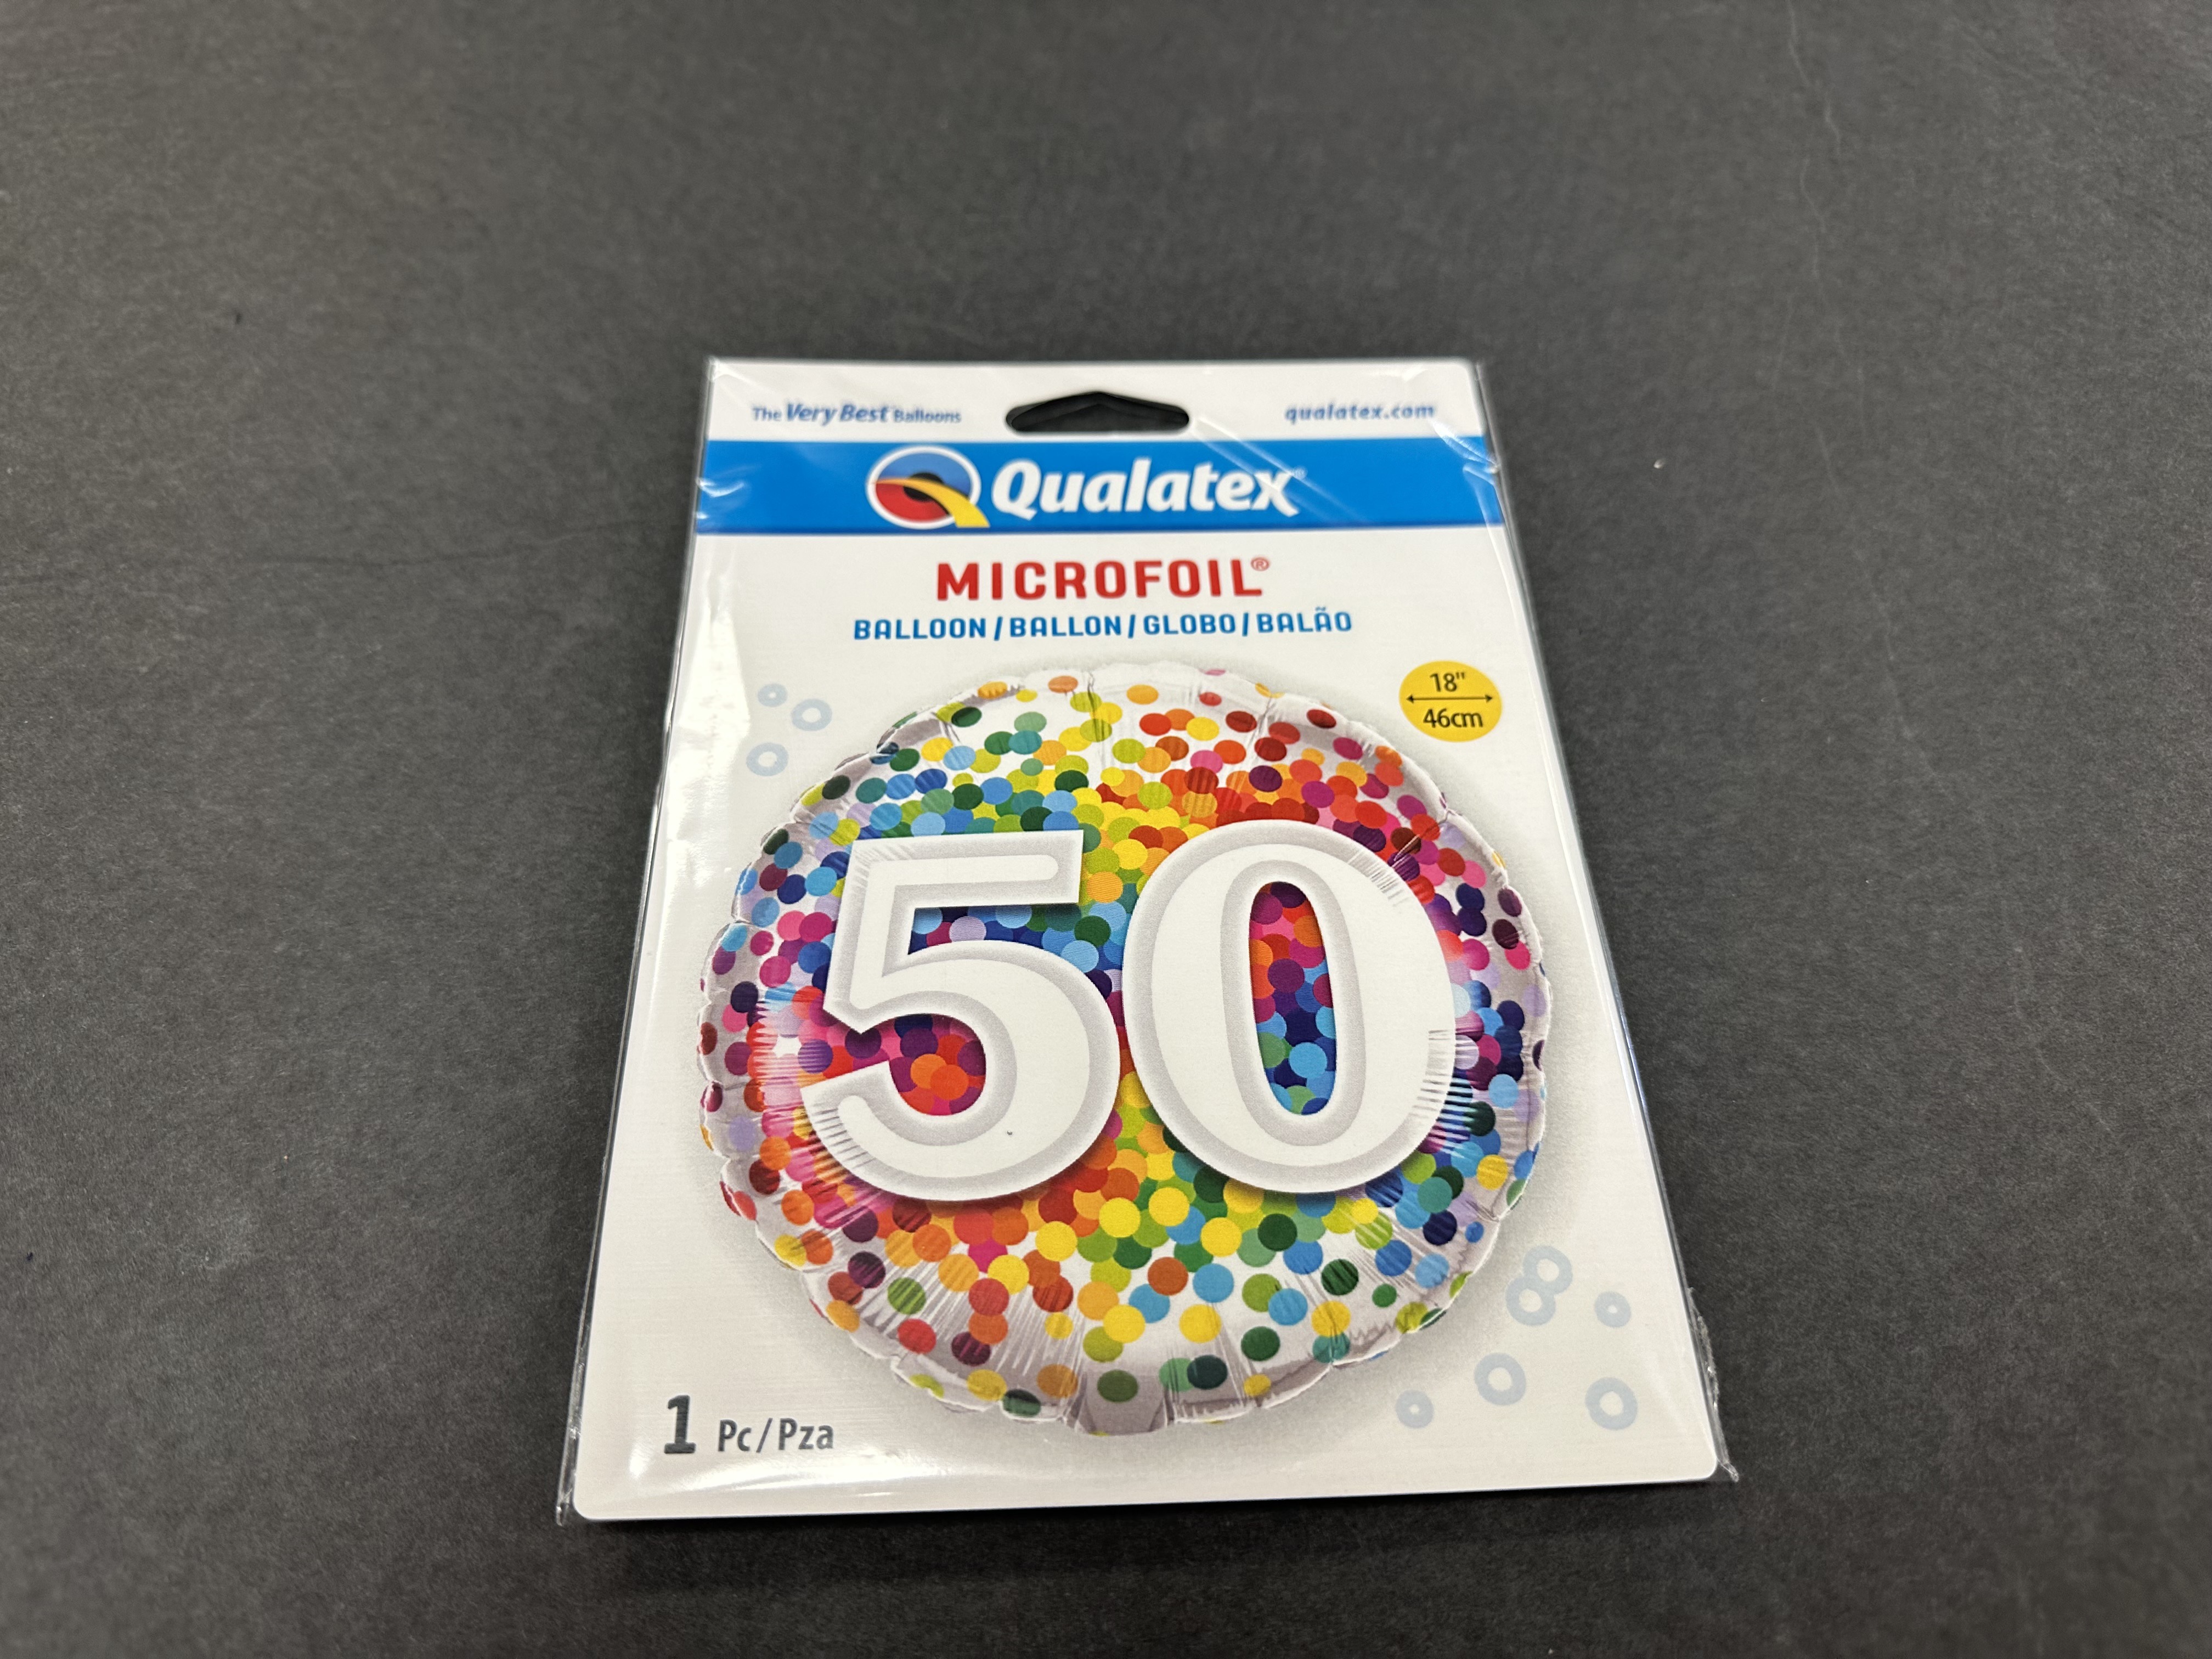 The Very Best Balloons
qualatex.com
Qualatex®
MICROFOIL®
BALLOON / BALLON / GLOBO / BALÃO
18"
46cm
50
1 Pc / Pza